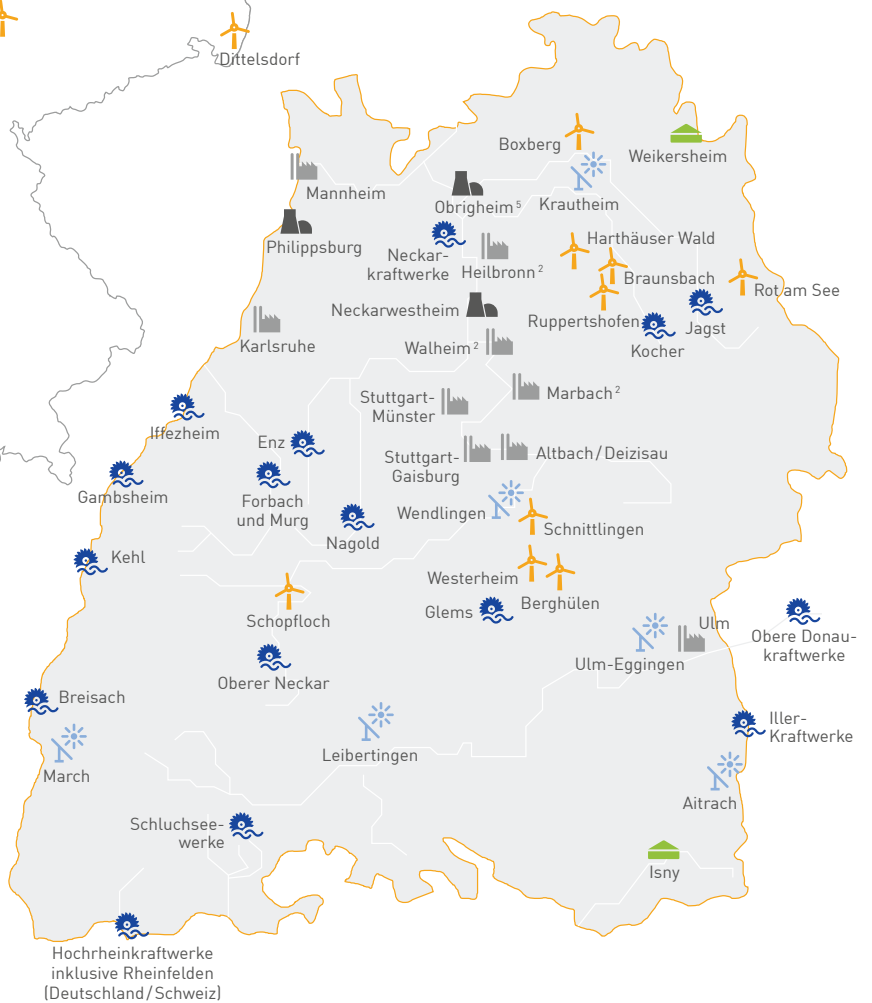 Dittelsdorf
Boxberg
Weikersheim
Mannheim
Obrigheim⁵
Krautheim
Philippsburg
Neckar-
kraftwerke
Heilbronn²
Harthäuser Wald
Braunsbach
Rot am See
Neckarwestheim
Ruppertshofen
Jagst
Kocher
Karlsruhe
Walheim²
Stuttgart-
Münster
Marbach²
Iffezheim
Enz
Stuttgart-
Gaisburg
Altbach/Deizisau
Gambsheim
Forbach
und Murg
Wendlingen
Schnittlingen
Nagold
Kehl
Westerheim
Berghülen
Schopfloch
Glems
Ulm
Obere Donau-
kraftwerke
Ulm-Eggingen
Oberer Neckar
Breisach
Iller-
Kraftwerke
Leibertingen
March
Aitrach
Schluchsee-
werke
Isny
Hochrheinkraftwerke
inklusive Rheinfelden
(Deutschland/Schweiz)